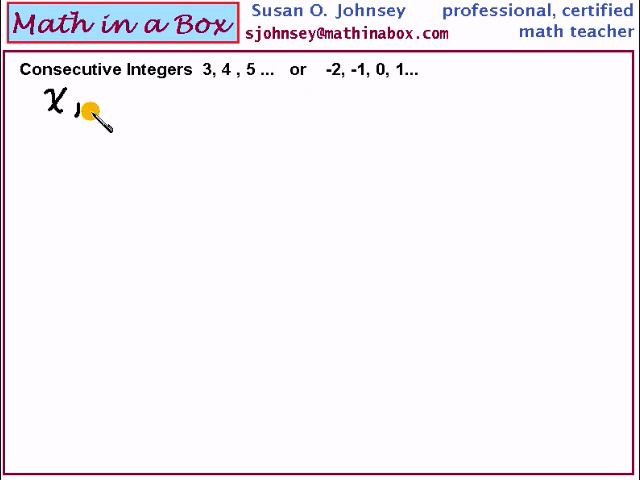 Math in a Box
Susan O. Johnsey professional, certified
sjohnsey@mathinabox.com math teacher
Consecutive Integers 3, 4 , 5 ... or -2, -1, 0, 1...
x ,